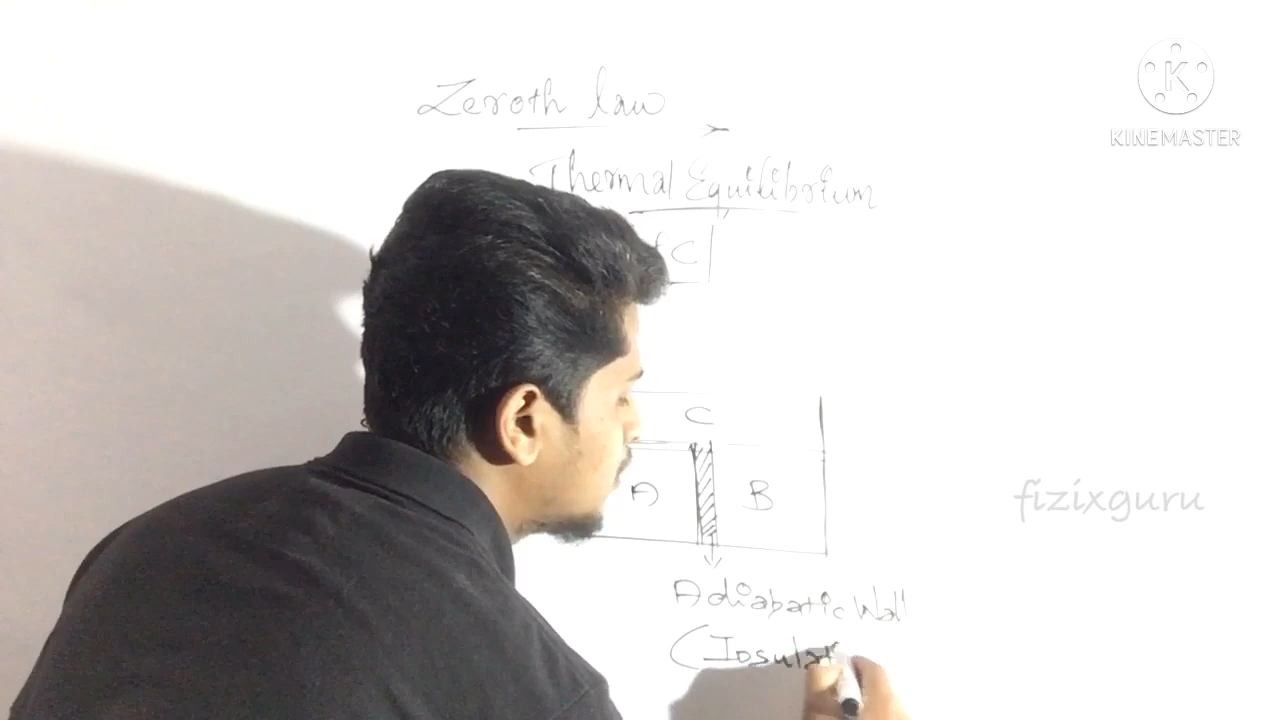 Zeroth law
KINEMASTER
Thermal Equilibrium
C
C
A B
fizixguru
Adiabatic Wall
(Insulat